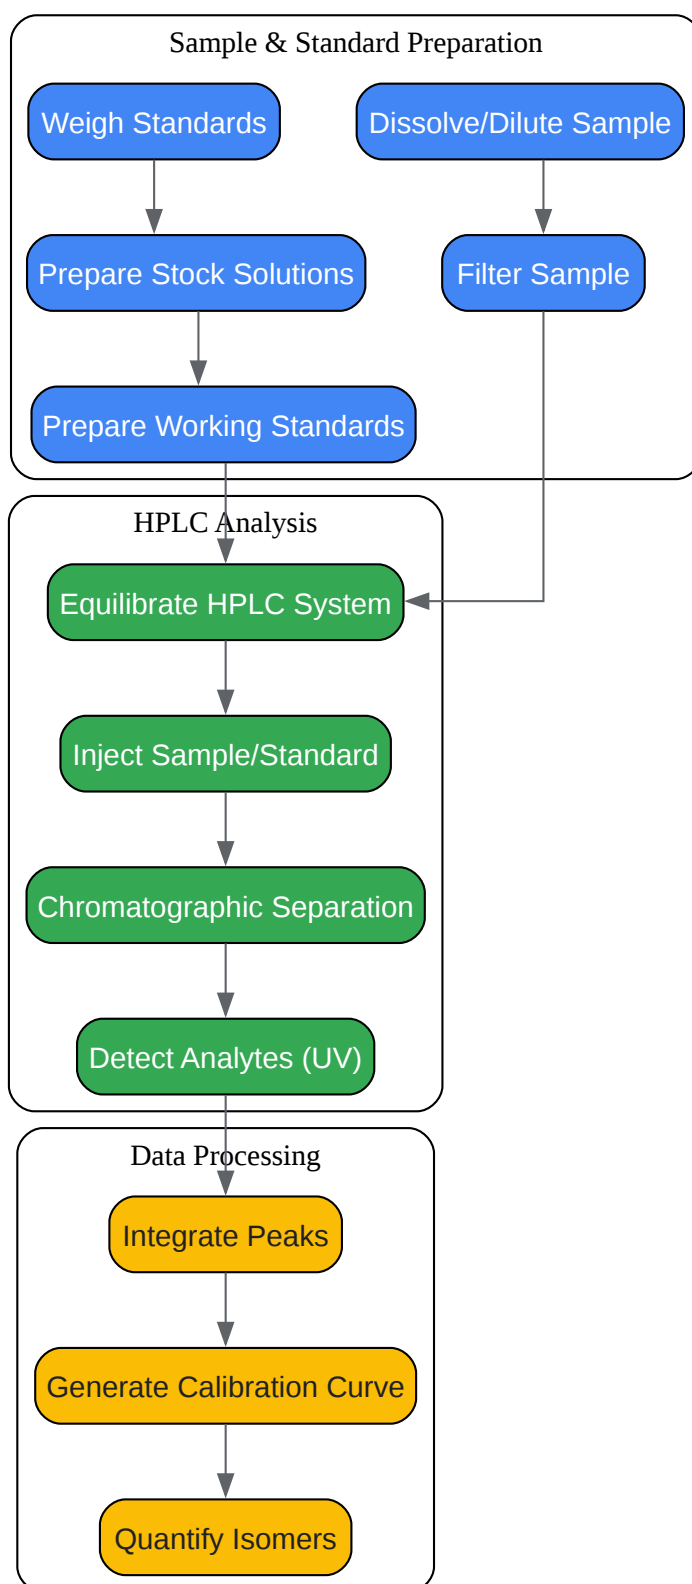 Sample & Standard Preparation
Weigh Standards
Dissolve/Dilute Sample
Prepare Stock Solutions
Filter Sample
Prepare Working Standards
HPLC Analysis
Equilibrate HPLC System
Inject Sample/Standard
Chromatographic Separation
Detect Analytes (UV)
Data Processing
Integrate Peaks
Generate Calibration Curve
Quantify Isomers